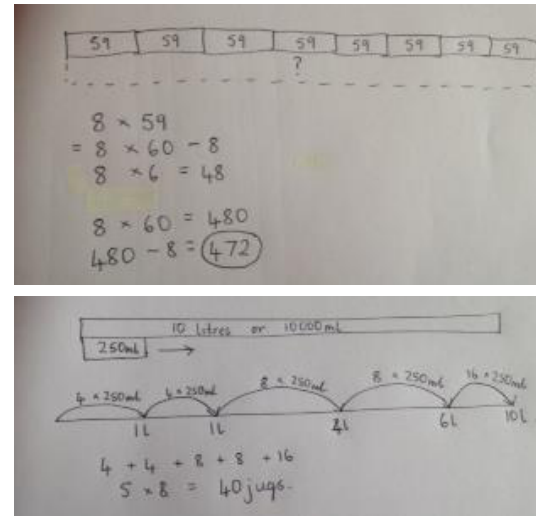 59 59 59 59 59 59 59 59
?
8 × 59
= 8 × 60 - 8
8 × 6 = 48
8 × 60 = 480
480 - 8 = 472
10 litres or 10000ml
250ml
4 × 250ml 4 × 250ml 8 × 250ml 8 × 250ml 16 × 250ml
1L 1L 4L 6L 10L
4 + 4 + 8 + 8 + 16
5 × 8 = 40 jugs.